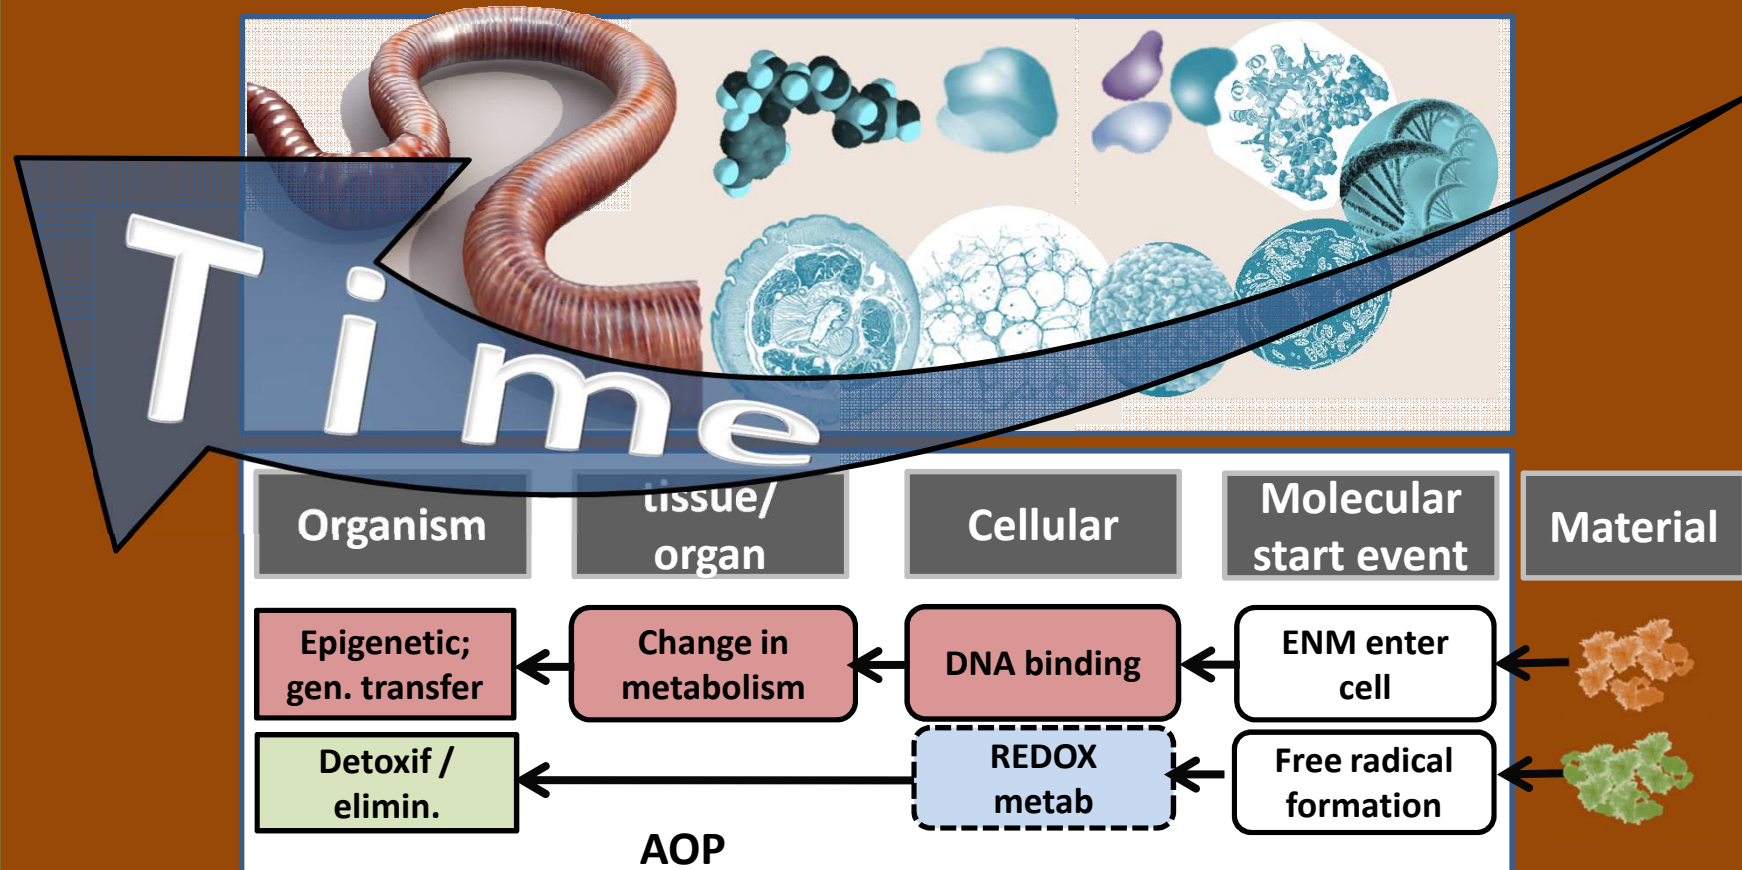 Time
Organism
tissue/
organ
Cellular
Molecular
start event
Material
Epigenetic;
gen. transfer
Change in
metabolism
DNA binding
ENM enter
cell
Detoxif /
elimin.
REDOX
metab
Free radical
formation
AOP